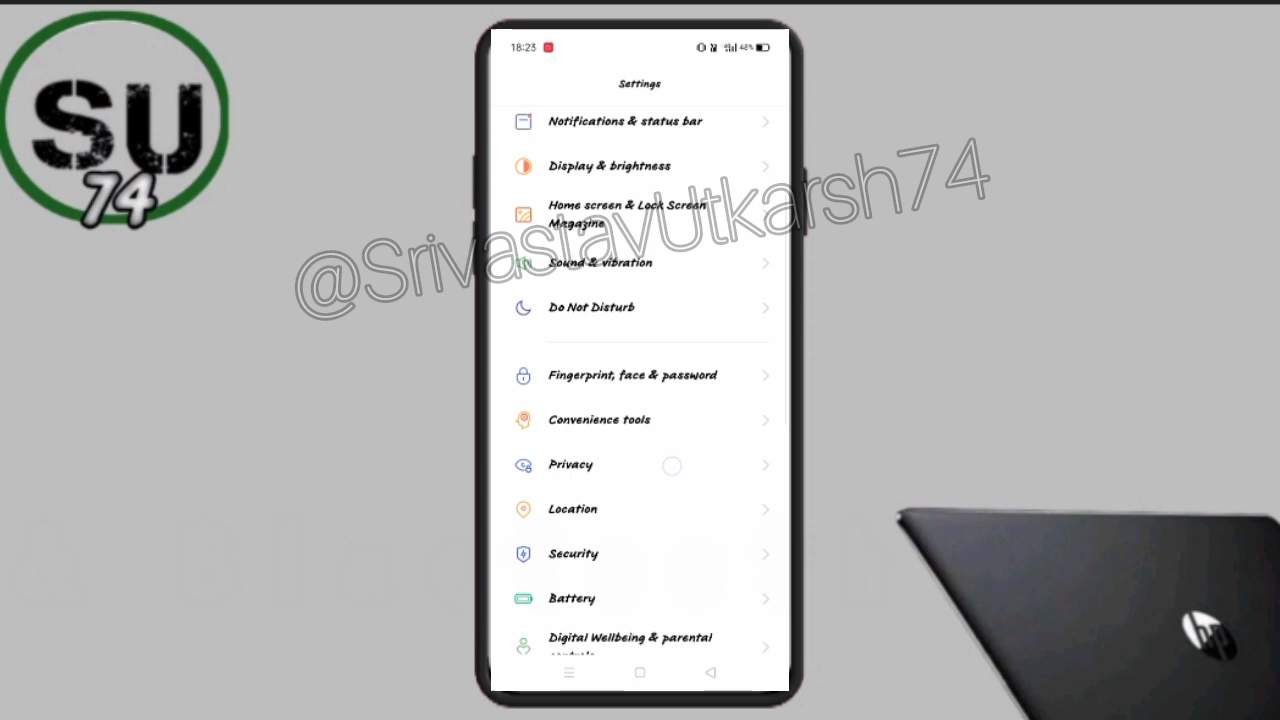 SU
74
18:23
48%
Settings
Notifications & status bar
Display & brightness
Home screen & Lock Screen
Magazine
@SrivastavUtkarsh74
Sound & vibration
Do Not Disturb
Fingerprint, face & password
Convenience tools
Privacy
Location
Security
Battery
Digital Wellbeing & parental
controls
hp